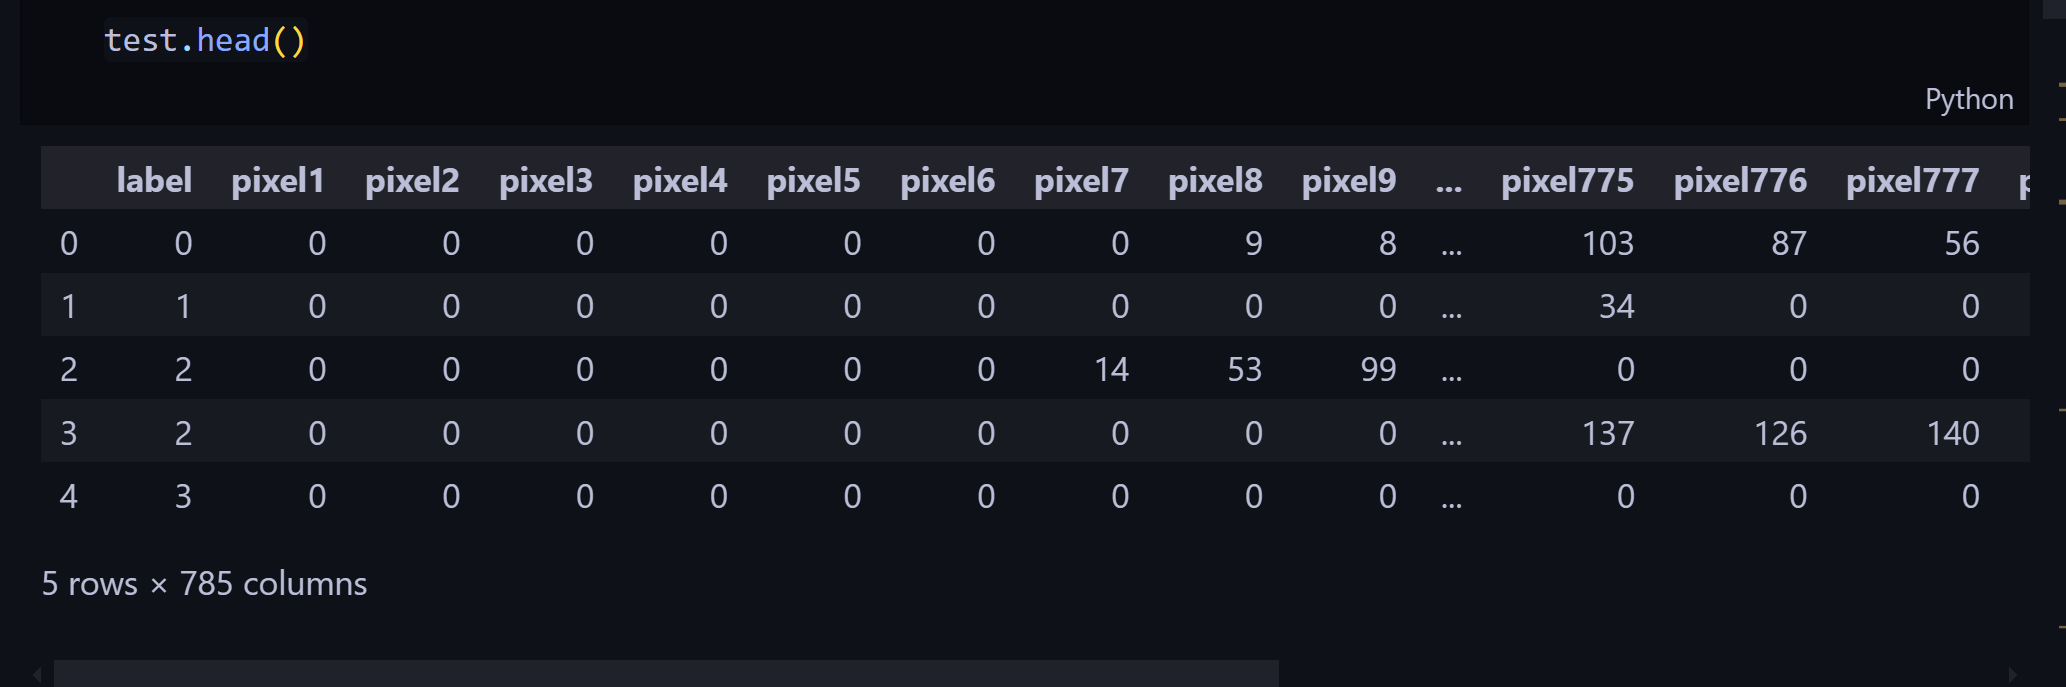 test.head()
Python
label pixel1 pixel2 pixel3 pixel4 pixel5 pixel6 pixel7 pixel8 pixel9 ... pixel775 pixel776 pixel777
0 0 0 0 0 0 0 0 0 9 8 ... 103 87 56
1 1 0 0 0 0 0 0 0 0 0 ... 34 0 0
2 2 0 0 0 0 0 0 14 53 99 ... 0 0 0
3 2 0 0 0 0 0 0 0 0 0 ... 137 126 140
4 3 0 0 0 0 0 0 0 0 0 ... 0 0 0
5 rows × 785 columns